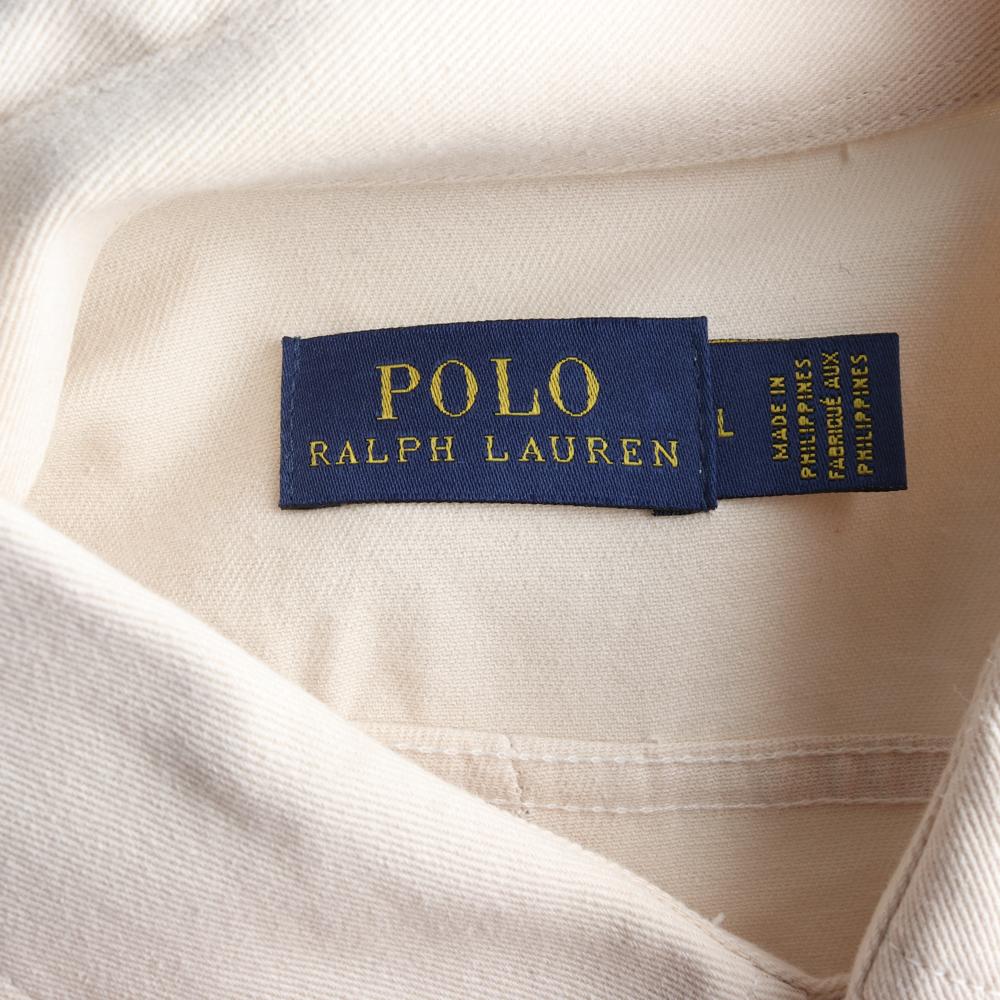 POLO
RALPH LAUREN
L
MADE IN
PHILIPPINES
FABRIQUÉ AUX
PHILIPPINES